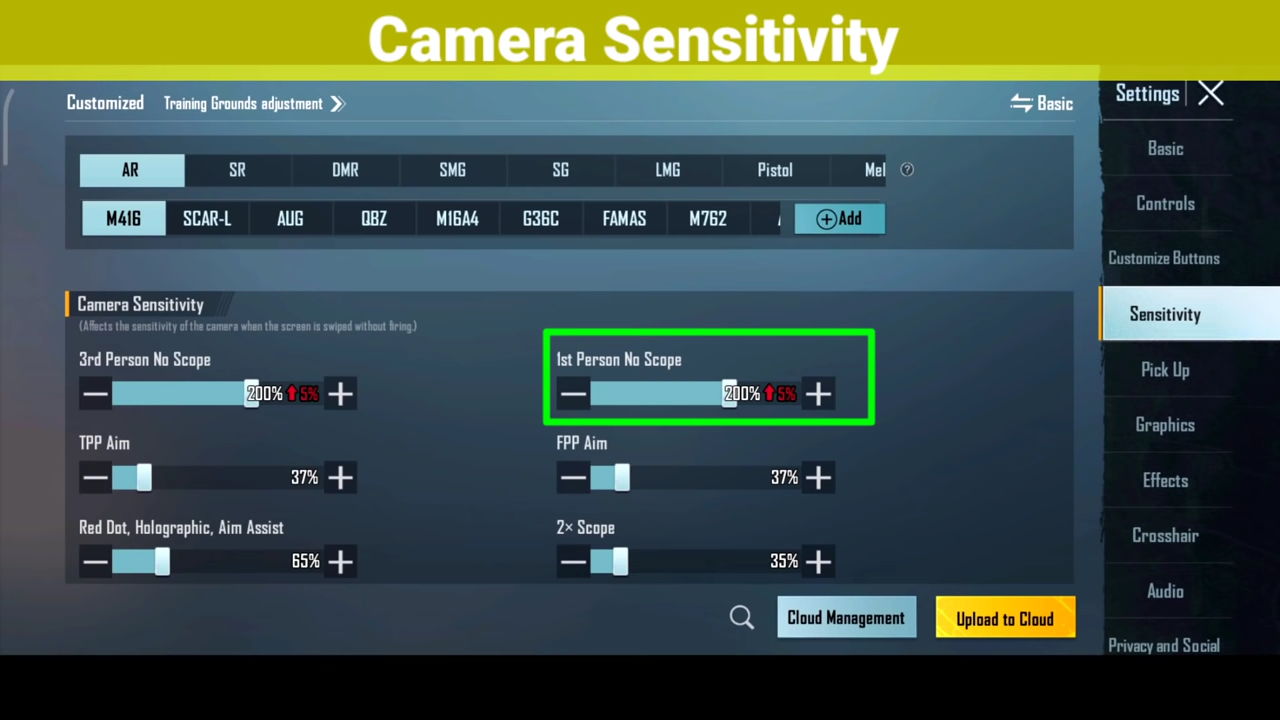 Camera Sensitivity
Customized Training Grounds adjustment Basic
Settings
AR SR DMR SMG SG LMG Pistol Mel ?
M416 SCAR-L AUG QBZ M16A4 G36C FAMAS M762 Add
Camera Sensitivity
(Affects the sensitivity of the camera when the screen is swiped without firing.)
3rd Person No Scope
200% 5%
1st Person No Scope
200% 5%
TPP Aim
37%
FPP Aim
37%
Red Dot, Holographic, Aim Assist
65%
2× Scope
35%
Cloud Management
Upload to Cloud
Basic
Controls
Customize Buttons
Sensitivity
Pick Up
Graphics
Effects
Crosshair
Audio
Privacy and Social